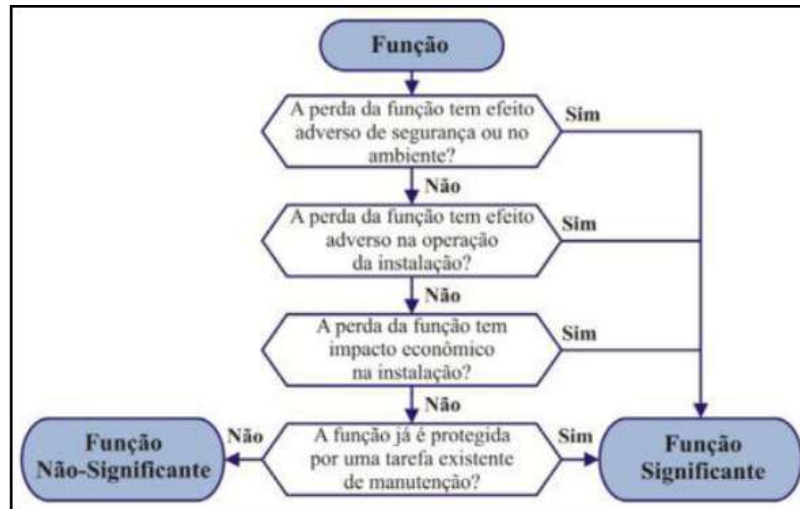 Função
A perda da função tem efeito
adverso de segurança ou no
ambiente?
Sim
Não
A perda da função tem efeito
adverso na operação
da instalação?
Sim
Não
A perda da função tem
impacto econômico
na instalação?
Sim
Não
Função
Não-Significante
Não
A função já é protegida
por uma tarefa existente
de manutenção?
Sim
Função
Significante